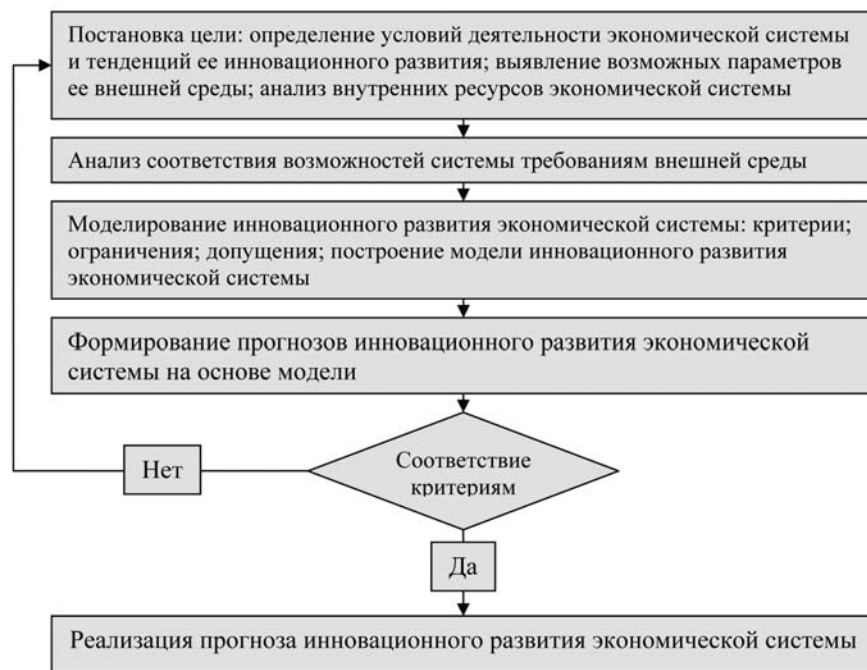 Постановка цели: определение условий деятельности экономической системы
и тенденций ее инновационного развития; выявление возможных параметров
ее внешней среды; анализ внутренних ресурсов экономической системы
Анализ соответствия возможностей системы требованиям внешней среды
Моделирование инновационного развития экономической системы: критерии;
ограничения; допущения; построение модели инновационного развития
экономической системы
Формирование прогнозов инновационного развития экономической
системы на основе модели
Соответствие
критериям
Нет
Да
Реализация прогноза инновационного развития экономической системы